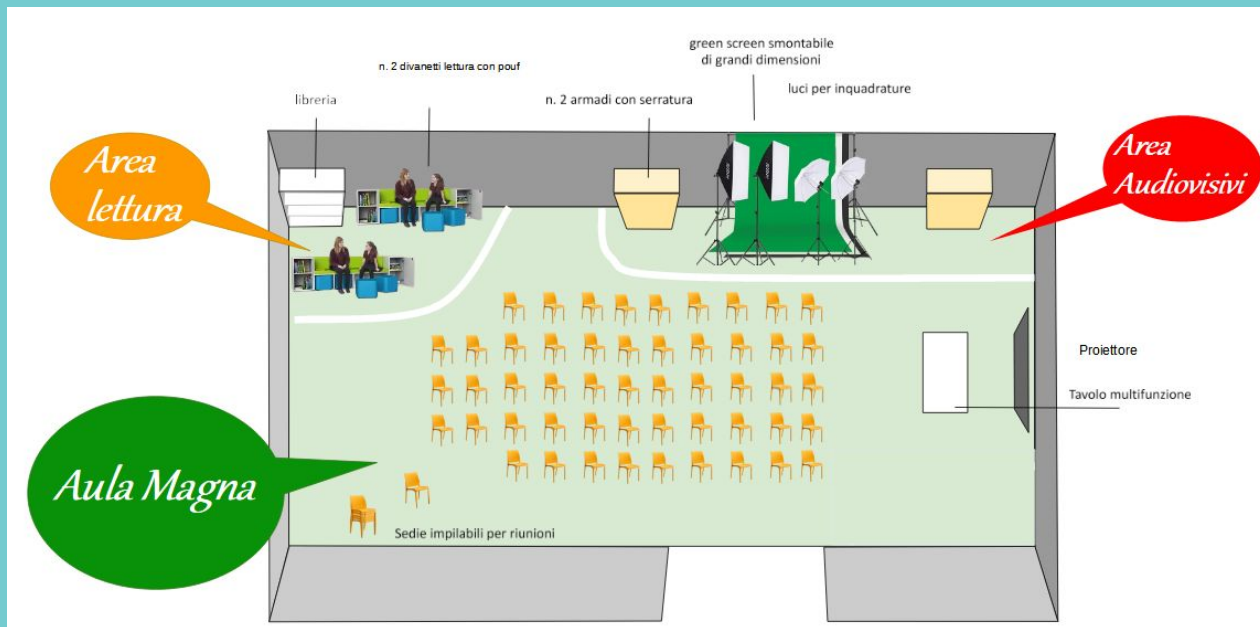 green screen smontabile
di grandi dimensioni
n. 2 divanetti lettura con pouf
luci per inquadrature
libreria
n. 2 armadi con serratura
Area
lettura
Area
Audiovisivi
Proiettore
Tavolo multifunzione
Aula Magna
Sedie impilabili per riunioni